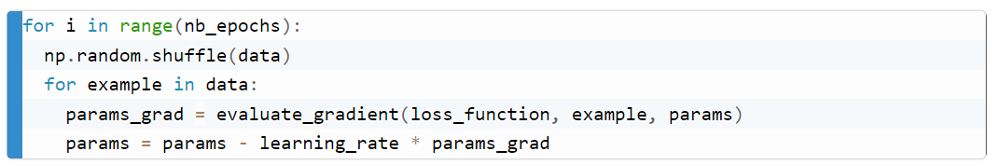 for i in range(nb_epochs):
  np.random.shuffle(data)
  for example in data:
    params_grad = evaluate_gradient(loss_function, example, params)
    params = params - learning_rate * params_grad